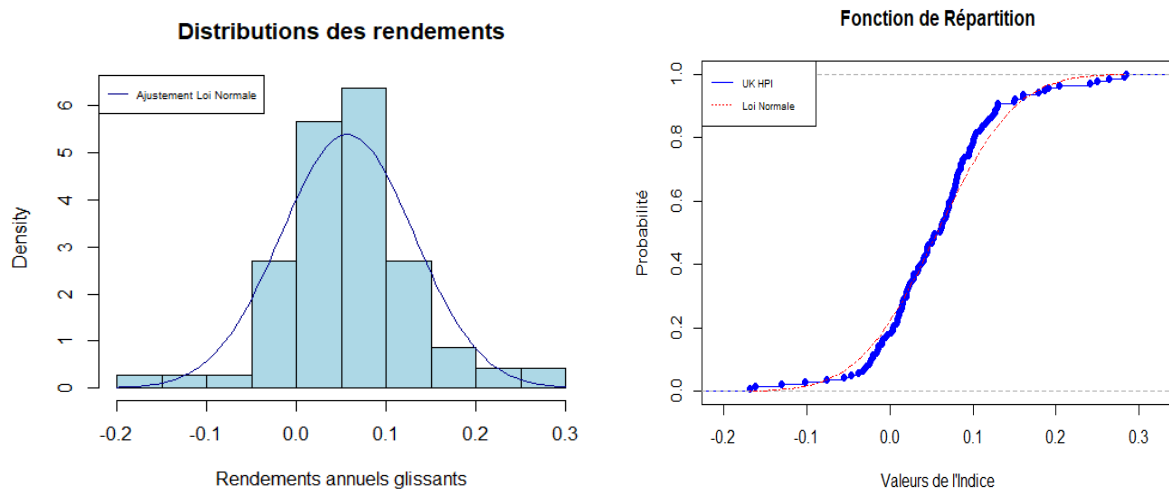 Distributions des rendements
Ajustement Loi Normale
Density
0 1 2 3 4 5 6
-0.2 -0.1 0.0 0.1 0.2 0.3
Rendements annuels glissants
Fonction de Répartition
UK HPI
Loi Normale
Probabilité
0.0 0.2 0.4 0.6 0.8 1.0
-0.2 -0.1 0.0 0.1 0.2 0.3
Valeurs de l'Indice